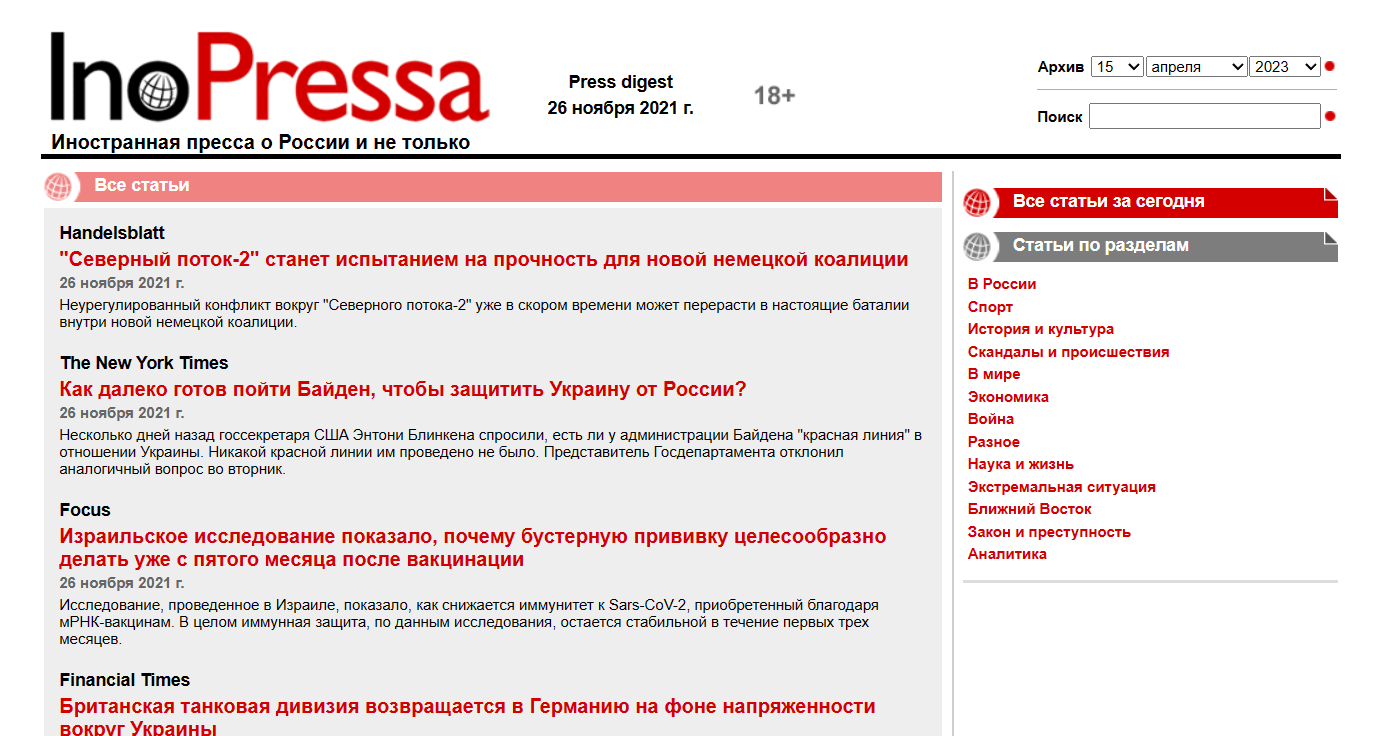 InoPressa
Иностранная пресса о России и не только
Press digest
26 ноября 2021 г.
18+
Архив 15 апреля 2023
Поиск
Все статьи
Handelsblatt
"Северный поток-2" станет испытанием на прочность для новой немецкой коалиции
26 ноября 2021 г.
Неурегулированный конфликт вокруг "Северного потока-2" уже в скором времени может перерасти в настоящие баталии
внутри новой немецкой коалиции.
The New York Times
Как далеко готов пойти Байден, чтобы защитить Украину от России?
26 ноября 2021 г.
Несколько дней назад госсекретаря США Энтони Блинкена спросили, есть ли у администрации Байдена "красная линия" в
отношении Украины. Никакой красной линии им проведено не было. Представитель Госдепартамента отклонил
аналогичный вопрос во вторник.
Focus
Израильское исследование показало, почему бустерную прививку целесообразно
делать уже с пятого месяца после вакцинации
26 ноября 2021 г.
Исследование, проведенное в Израиле, показало, как снижается иммунитет к Sars-CoV-2, приобретенный благодаря
мРНК-вакцинам. В целом иммунная защита, по данным исследования, остается стабильной в течение первых трех
месяцев.
Financial Times
Британская танковая дивизия возвращается в Германию на фоне напряженности
вокруг Украины
Все статьи за сегодня
Статьи по разделам
В России
Спорт
История и культура
Скандалы и происшествия
В мире
Экономика
Война
Разное
Наука и жизнь
Экстремальная ситуация
Ближний Восток
Закон и преступность
Аналитика